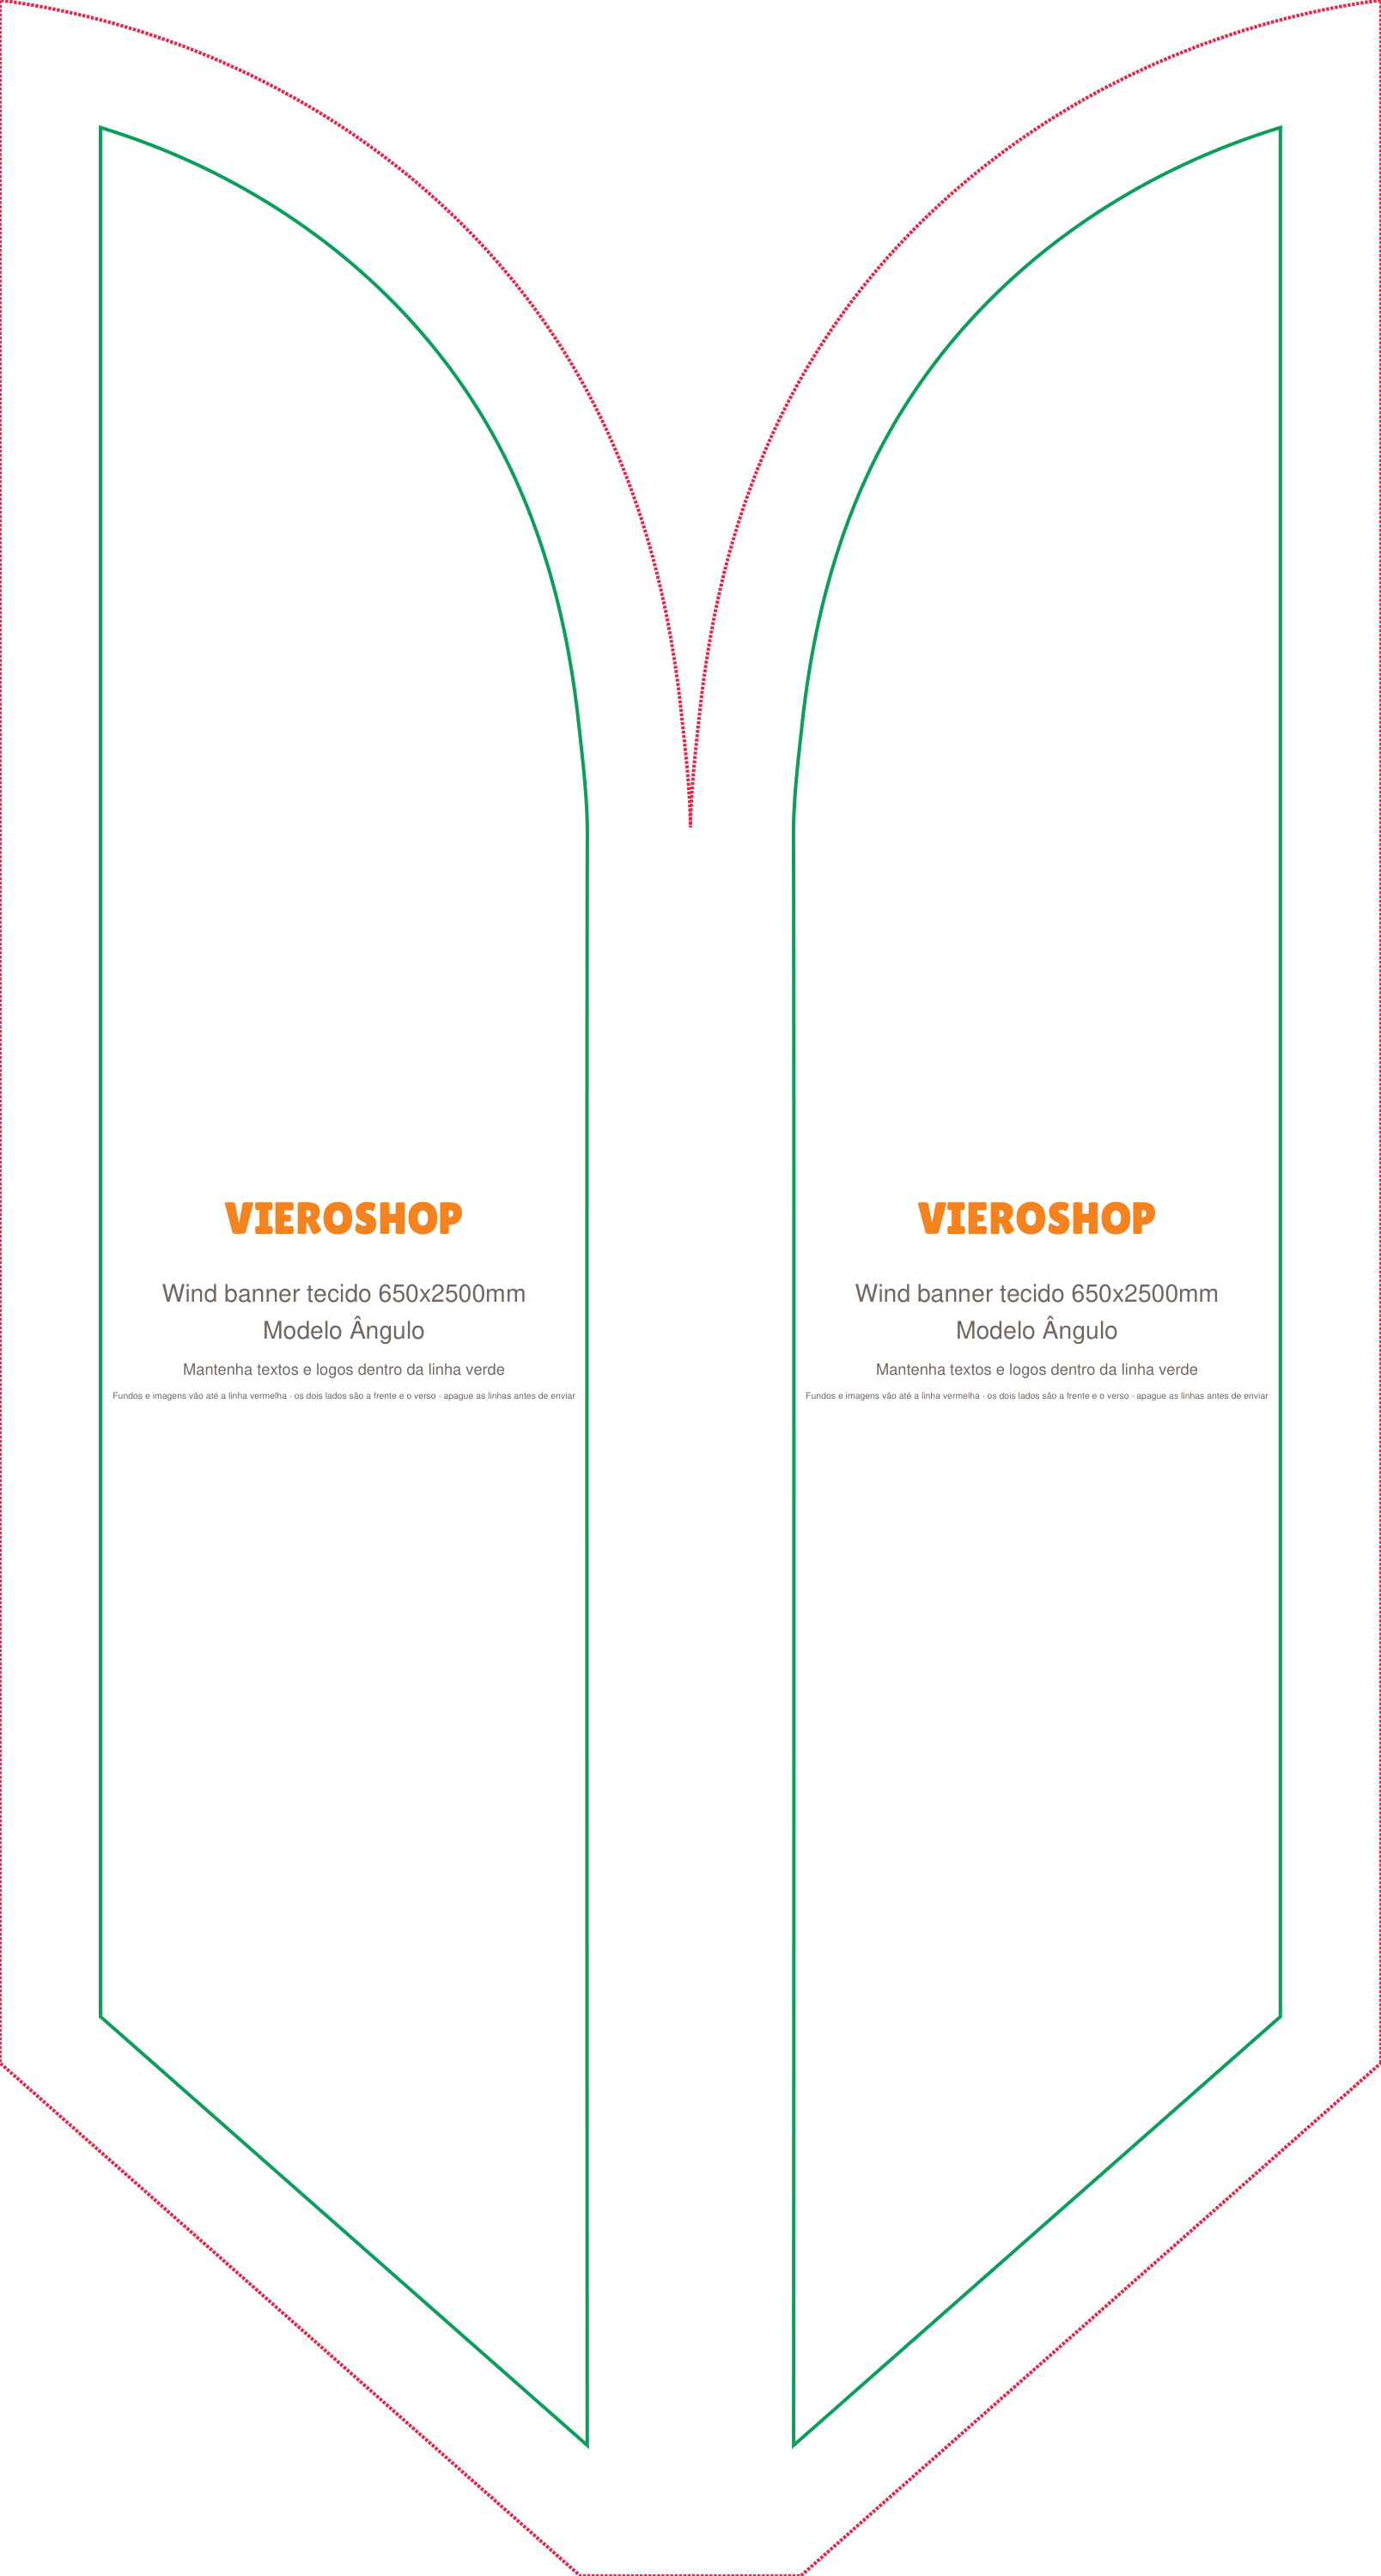 VIEROSHOP
Wind banner tecido 650x2500mm
Modelo Ângulo
Mantenha textos e logos dentro da linha verde
Fundos e imagens vão até a linha vermelha · os dois lados são a frente e o verso · apague as linhas antes de enviar
VIEROSHOP
Wind banner tecido 650x2500mm
Modelo Ângulo
Mantenha textos e logos dentro da linha verde
Fundos e imagens vão até a linha vermelha · os dois lados são a frente e o verso · apague as linhas antes de enviar